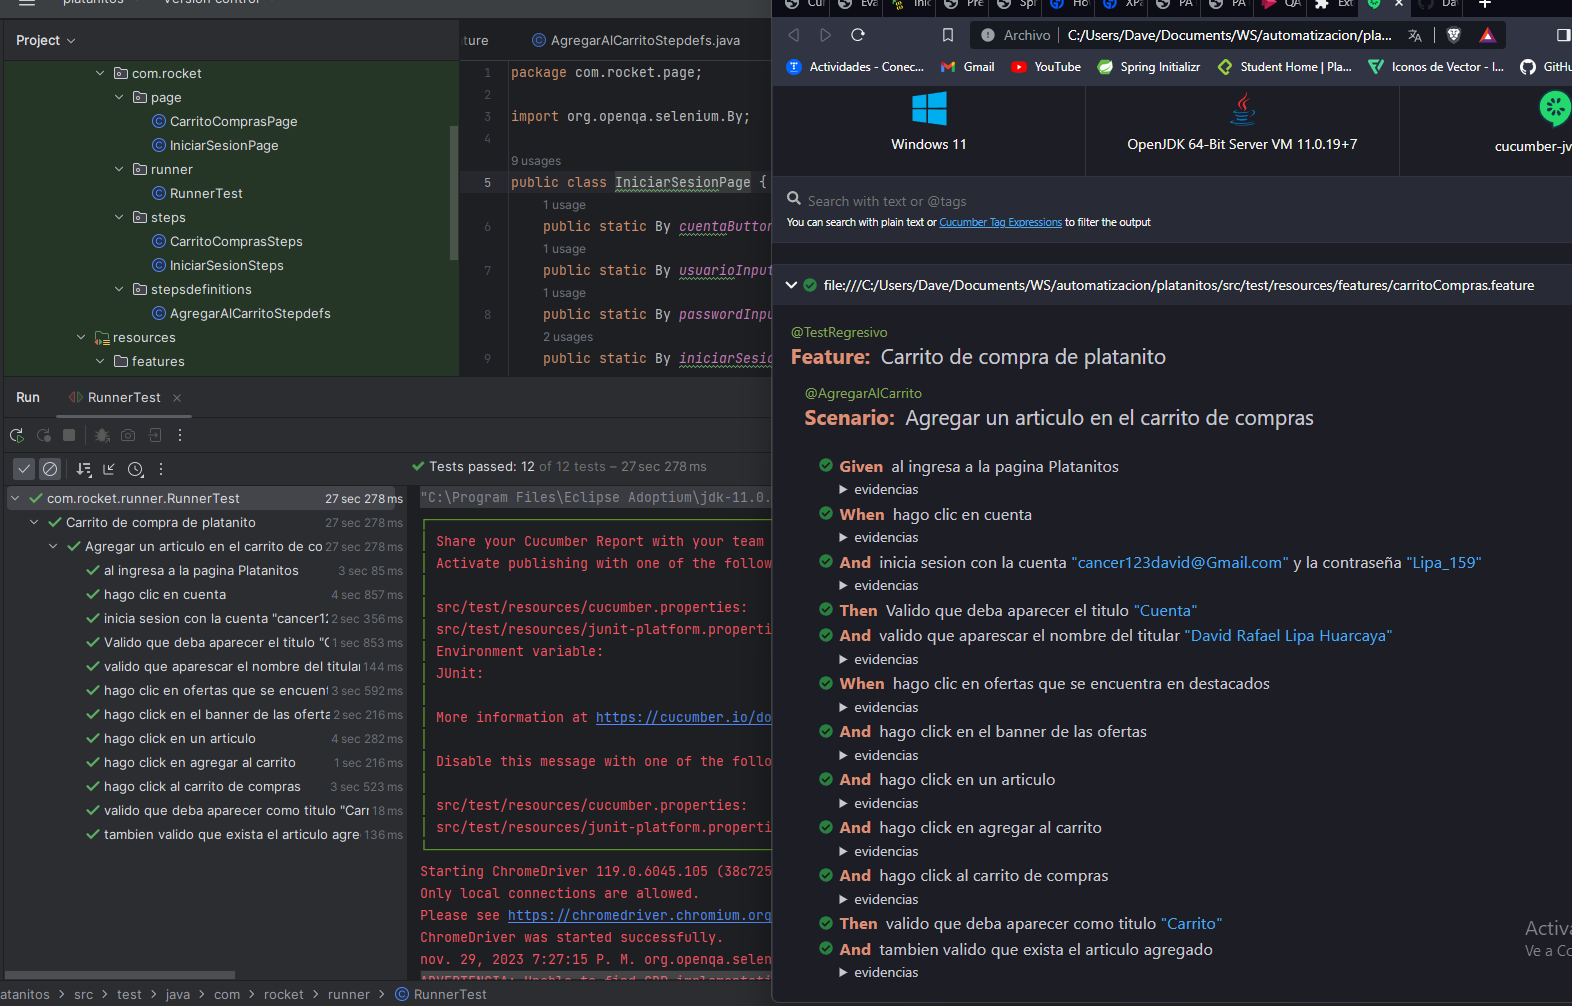 platanitos
Version control
Project
com.rocket
page
CarritoComprasPage
IniciarSesionPage
runner
RunnerTest
steps
CarritoComprasSteps
IniciarSesionSteps
stepsdefinitions
AgregarAlCarritoStepdefs
resources
features
ture
AgregarAlCarritoStepdefs.java
1 package com.rocket.page;
2
3 import org.openqa.selenium.By;
4
9 usages
5 public class IniciarSesionPage {
1 usage
6 public static By cuentaButton
1 usage
7 public static By usuarioInput
1 usage
8 public static By passwordInpu
2 usages
9 public static By iniciarSesio
Run
RunnerTest
Tests passed: 12 of 12 tests – 27 sec 278 ms
com.rocket.runner.RunnerTest 27 sec 278 ms
Carrito de compra de platanito 27 sec 278 ms
Agregar un articulo en el carrito de co 27 sec 278 ms
al ingresa a la pagina Platanitos 3 sec 85 ms
hago clic en cuenta 4 sec 857 ms
inicia sesion con la cuenta "cancer12 2 sec 356 ms
Valido que deba aparecer el titulo "C 1 sec 853 ms
valido que aparescar el nombre del titular 144 ms
hago clic en ofertas que se encuent 3 sec 592 ms
hago click en el banner de las oferta 2 sec 216 ms
hago click en un articulo 4 sec 282 ms
hago click en agregar al carrito 1 sec 216 ms
hago click al carrito de compras 3 sec 523 ms
valido que deba aparecer como titulo "Carr 18 ms
tambien valido que exista el articulo agre 136 ms
"C:\Program Files\Eclipse Adoptium\jdk-11.0.
Share your Cucumber Report with your team
Activate publishing with one of the follow
src/test/resources/cucumber.properties:
src/test/resources/junit-platform.properti
Environment variable:
JUnit:
More information at https://cucumber.io/do
Disable this message with one of the follo
src/test/resources/cucumber.properties:
src/test/resources/junit-platform.properti
Starting ChromeDriver 119.0.6045.105 (38c725
Only local connections are allowed.
Please see https://chromedriver.chromium.org
ChromeDriver was started successfully.
nov. 29, 2023 7:27:15 P. M. org.openqa.selen
ADVERTENCIA: Unable to find CDP implementati
atanitos > src > test > java > com > rocket > runner > RunnerTest
Archivo C:/Users/Dave/Documents/WS/automatizacion/pla...
Actividades - Conec... Gmail YouTube Spring Initializr Student Home | Pla... Iconos de Vector - I... GitHu
Windows 11
OpenJDK 64-Bit Server VM 11.0.19+7
cucumber-jv
Search with text or @tags
You can search with plain text or Cucumber Tag Expressions to filter the output
file:///C:/Users/Dave/Documents/WS/automatizacion/platanitos/src/test/resources/features/carritoCompras.feature
@TestRegresivo
Feature: Carrito de compra de platanito
@AgregarAlCarrito
Scenario: Agregar un articulo en el carrito de compras
Given al ingresa a la pagina Platanitos
evidencias
When hago clic en cuenta
evidencias
And inicia sesion con la cuenta "cancer123david@Gmail.com" y la contraseña "Lipa_159"
evidencias
Then Valido que deba aparecer el titulo "Cuenta"
And valido que aparescar el nombre del titular "David Rafael Lipa Huarcaya"
evidencias
When hago clic en ofertas que se encuentra en destacados
evidencias
And hago click en el banner de las ofertas
evidencias
And hago click en un articulo
evidencias
And hago click en agregar al carrito
evidencias
And hago click al carrito de compras
evidencias
Then valido que deba aparecer como titulo "Carrito"
And tambien valido que exista el articulo agregado
evidencias
Activa
Ve a Co